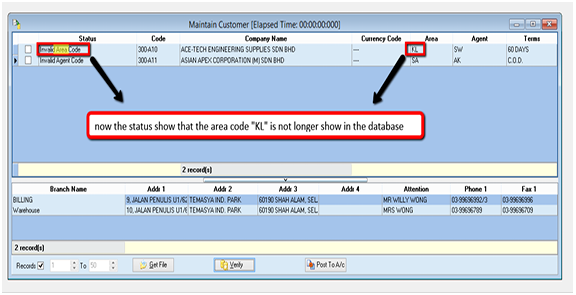 Maintain Customer [Elapsed Time: 00:00:00:000]
Status Code Company Name Currency Code Area Agent Terms
Invalid Area Code 300-A10 ACE-TECH ENGINEERING SUPPLIES SDN BHD ---- KL SW 60 DAYS
Invalid Agent Code 300-A11 ASIAN APEX CORPORATION (M) SDN BHD ---- SA AK C.O.D.
now the status show that the area code "KL" is not longer show in the database
2 record(s)
Branch Name Addr 1 Addr 2 Addr 3 Addr 4 Attention Phone 1 Fax 1
BILLING 9, JALAN PENULIS U1/62 TEMASYA IND. PARK 60190 SHAH ALAM, SEL. MR WILLY WONG 03-99696992/3 03-99696996
Warehouse 10, JALAN PENULIS U1/6 TEMASYA IND. PARK 60190 SHAH ALAM, SEL. MRS WONG 03-99696789 03-99696709
2 record(s)
Records 1 To 50 Get File Verify Post To A/c